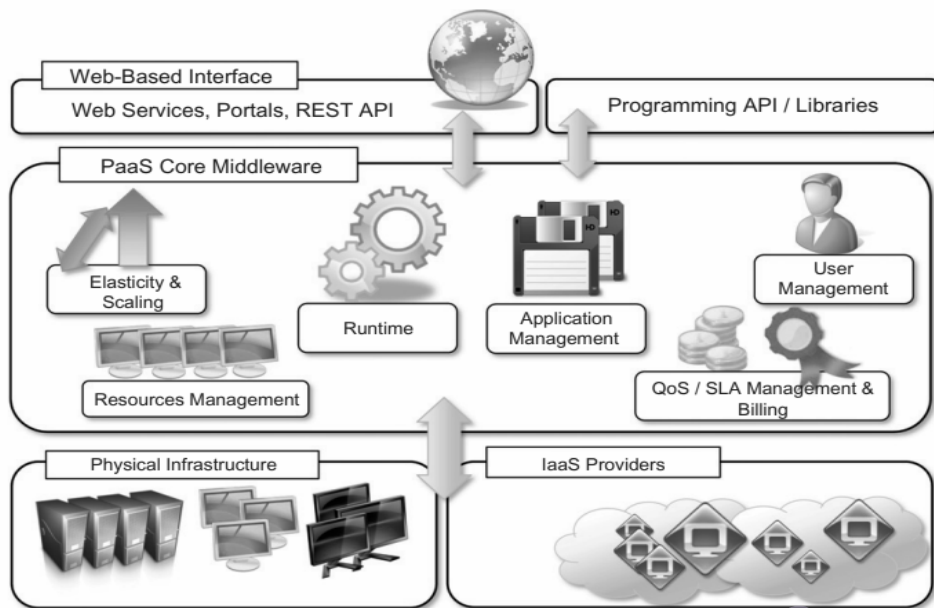 Web-Based Interface
Web Services, Portals, REST API
Programming API / Libraries
PaaS Core Middleware
Elasticity &
Scaling
Runtime
Application
Management
User
Management
Resources Management
QoS / SLA Management &
Billing
Physical Infrastructure
IaaS Providers